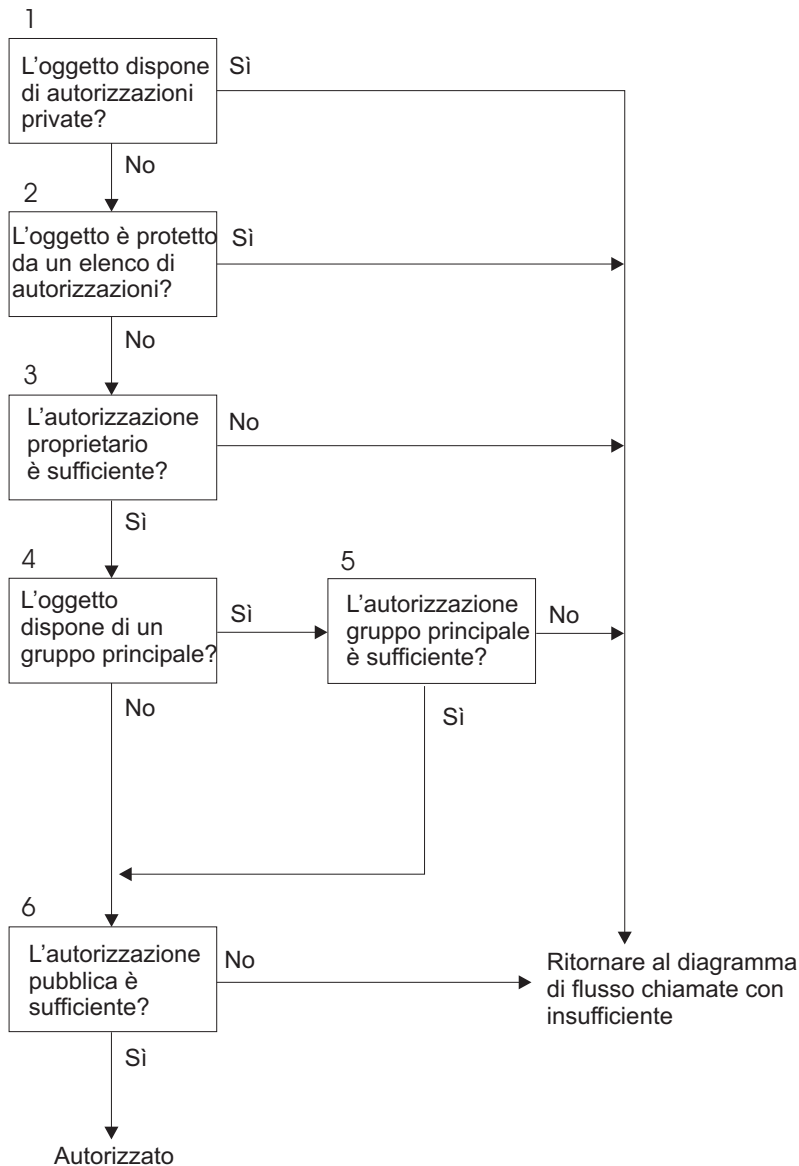 1
L'oggetto dispone
di autorizzazioni
private?
Sì
No
2
L'oggetto è protetto
da un elenco di
autorizzazioni?
Sì
No
3
L'autorizzazione
proprietario
è sufficiente?
No
Sì
4
L'oggetto
dispone di un
gruppo principale?
Sì
No
5
L'autorizzazione
gruppo principale
è sufficiente?
No
Sì
6
L'autorizzazione
pubblica è
sufficiente?
No
Sì
Ritornare al diagramma
di flusso chiamate con
insufficiente
Autorizzato